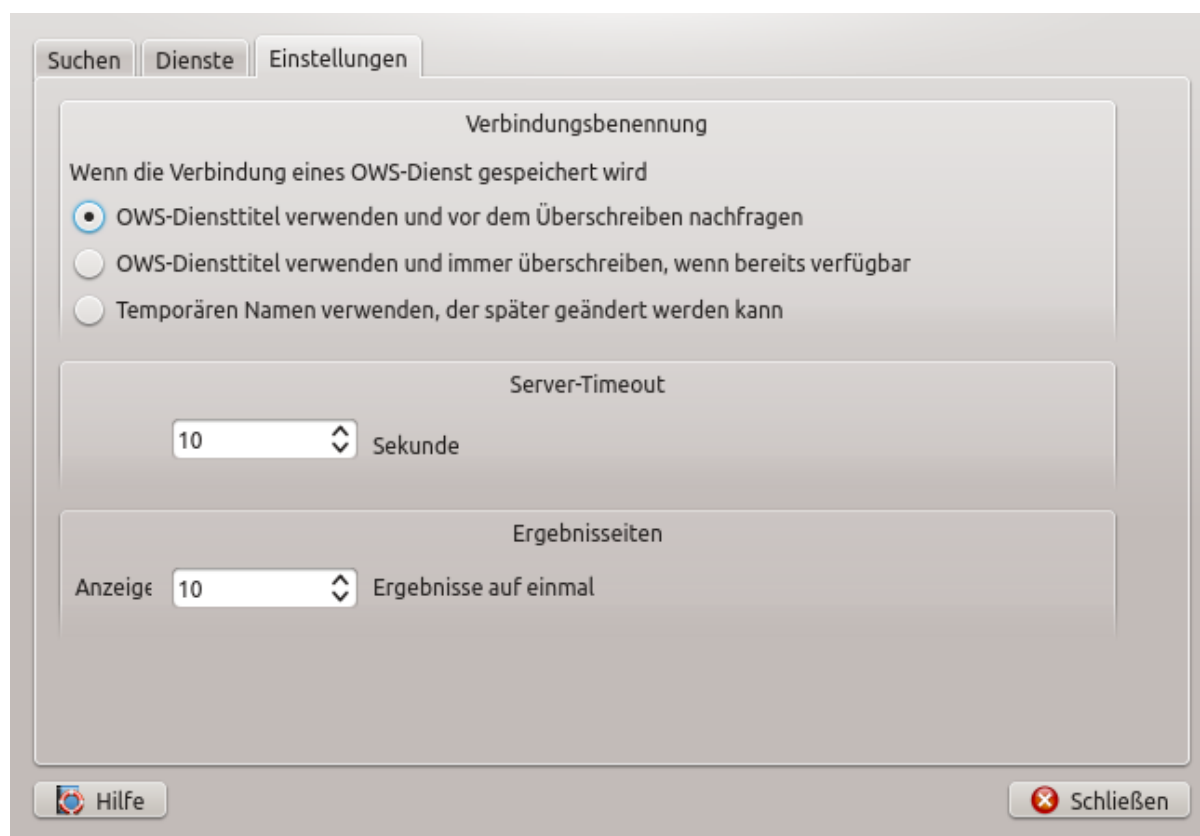 Suchen Dienste Einstellungen
Verbindungsbenennung
Wenn die Verbindung eines OWS-Dienst gespeichert wird
OWS-Diensttitel verwenden und vor dem Überschreiben nachfragen
OWS-Diensttitel verwenden und immer überschreiben, wenn bereits verfügbar
Temporären Namen verwenden, der später geändert werden kann
Server-Timeout
10 Sekunde
Ergebnisseiten
Anzeige 10 Ergebnisse auf einmal
Hilfe Schließen